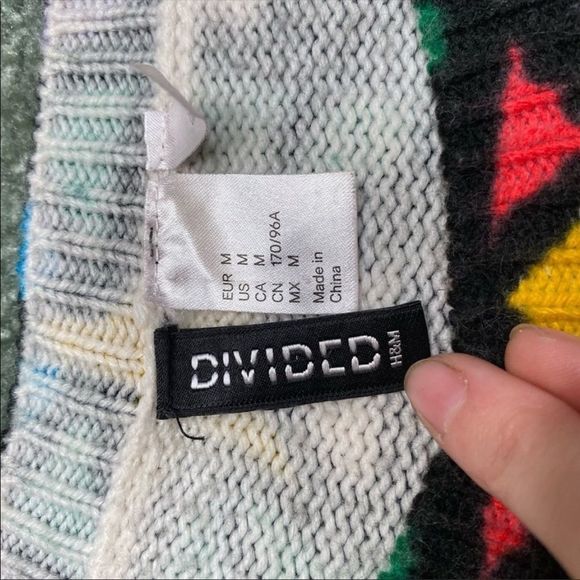 EUR M
US M
CA M
CN 170/96A
MX M
Made in
China
DIVIDED
H&M